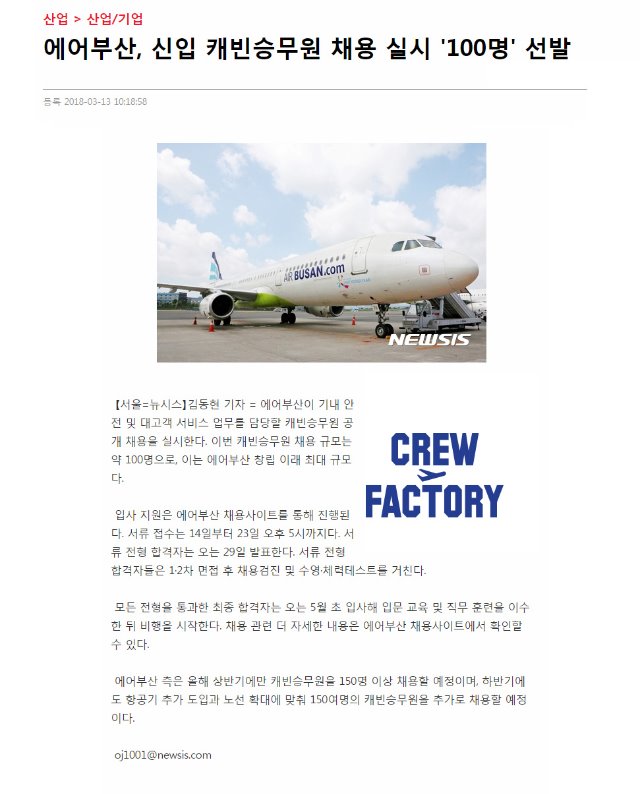 산업 > 산업/기업
에어부산, 신입 캐빈승무원 채용 실시 '100명' 선발
등록 2018-03-13 10:18:58
AIR BUSAN.com
NEWSIS
【서울=뉴시스】김동현 기자 = 에어부산이 기내 안
전 및 대고객 서비스 업무를 담당할 캐빈승무원 공
개 채용을 실시한다. 이번 캐빈승무원 채용 규모는
약 100명으로, 이는 에어부산 창립 이래 최대 규모
다.
CREW
FACTORY
입사 지원은 에어부산 채용사이트를 통해 진행된
다. 서류 접수는 14일부터 23일 오후 5시까지다. 서
류 전형 합격자는 오는 29일 발표한다. 서류 전형
합격자들은 1·2차 면접 후 채용검진 및 수영·체력테스트를 거친다.
모든 전형을 통과한 최종 합격자는 오는 5월 초 입사해 입문 교육 및 직무 훈련을 이수
한 뒤 비행을 시작한다. 채용 관련 더 자세한 내용은 에어부산 채용사이트에서 확인할
수 있다.
에어부산 측은 올해 상반기에만 캐빈승무원을 150명 이상 채용할 예정이며, 하반기에
도 항공기 추가 도입과 노선 확대에 맞춰 150여명의 캐빈승무원을 추가로 채용할 예정
이다.
oj1001@newsis.com